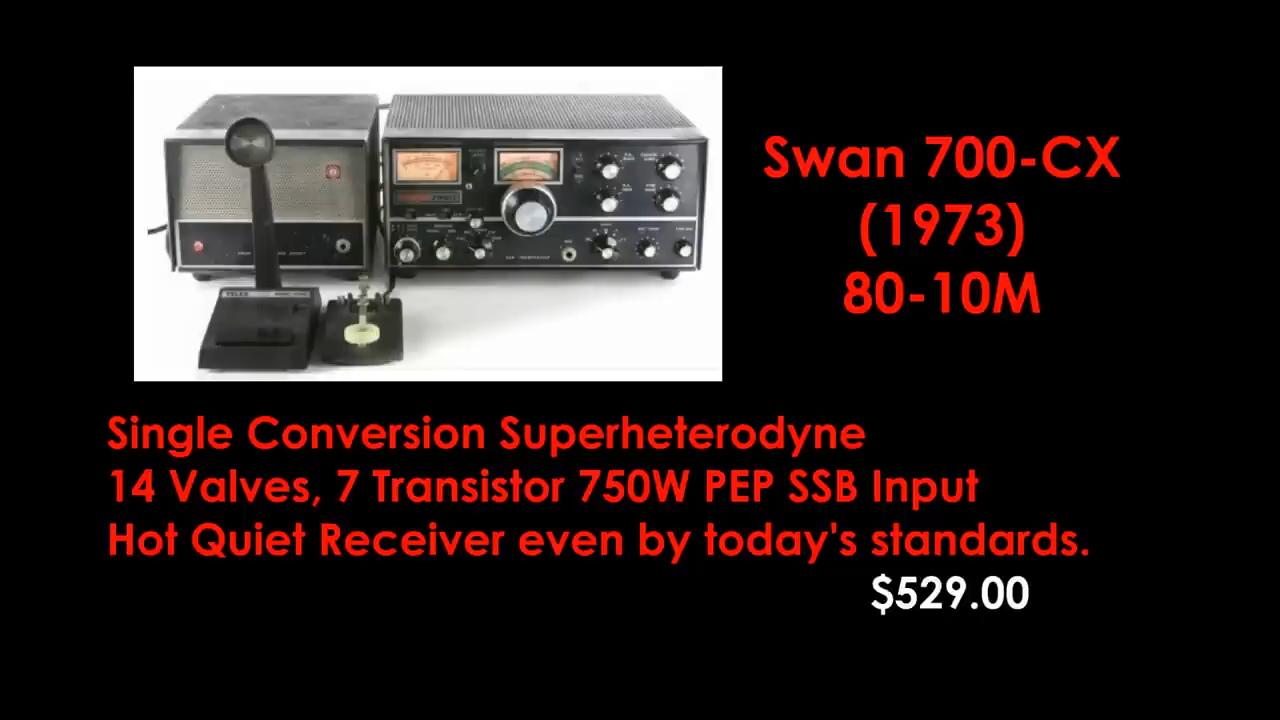 Swan 700-CX
(1973)
80-10M
TELEX
Single Conversion Superheterodyne
14 Valves, 7 Transistor 750W PEP SSB Input
Hot Quiet Receiver even by today's standards.
$529.00